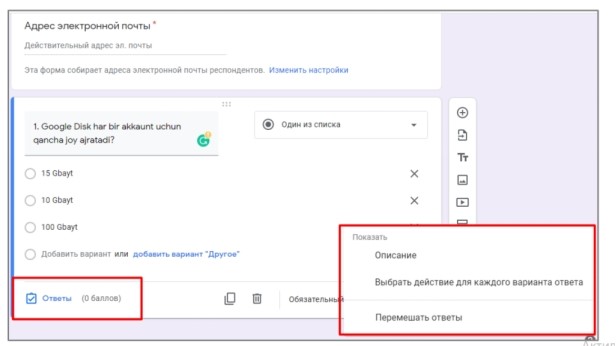 Адрес электронной почты *
Действительный адрес эл. почты
Эта форма собирает адреса электронной почты респондентов. Изменить настройки
1. Google Disk har bir akkaunt uchun
qancha joy ajratadi?
Один из списка
15 Gbayt
10 Gbayt
100 Gbayt
Добавить вариант или добавить вариант "Другое"
Ответы (0 баллов)
Обязательный
Показать
Описание
Выбрать действие для каждого варианта ответа
Перемешать ответы